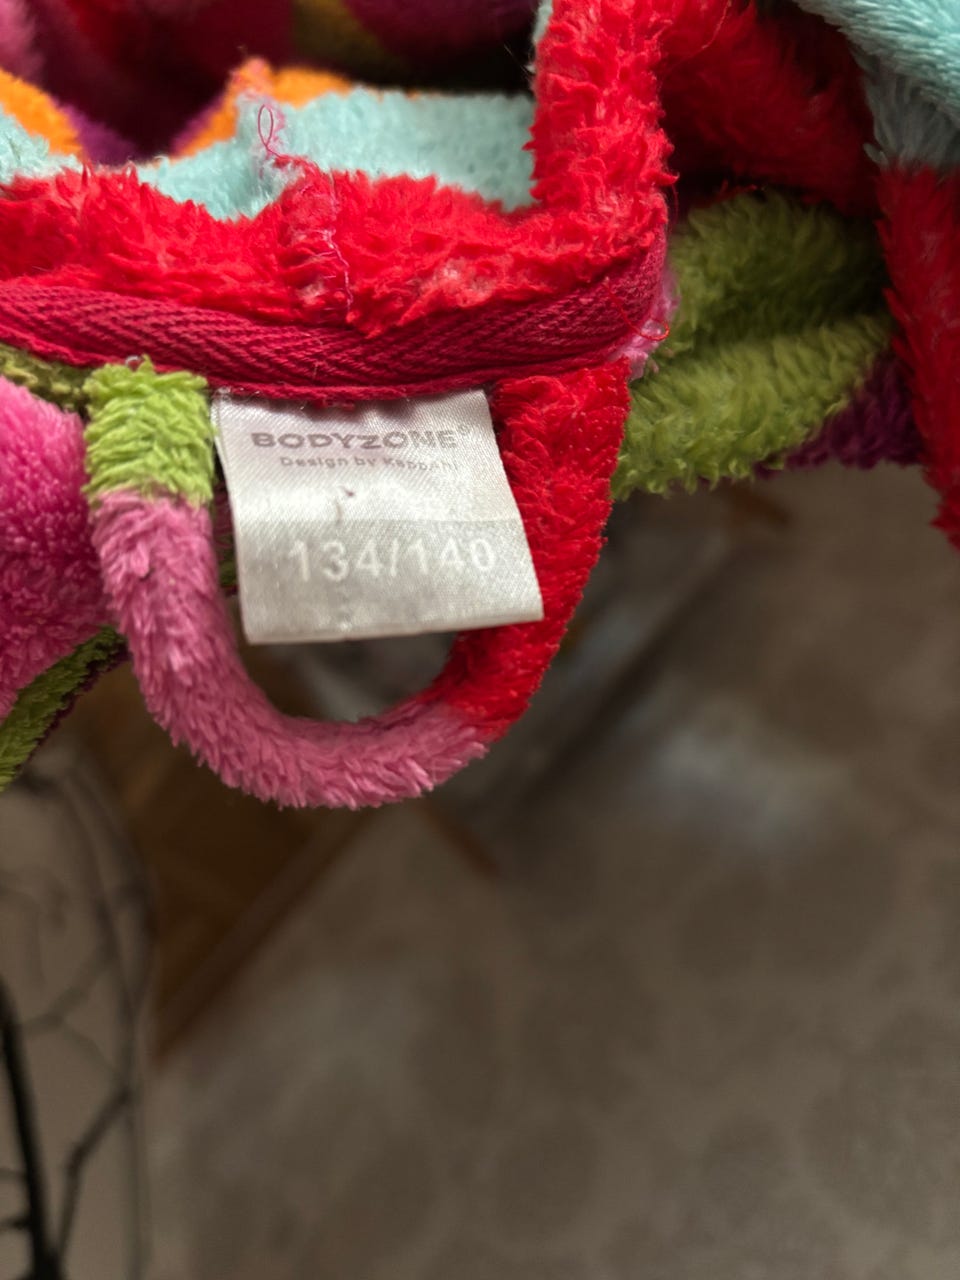 BODYZONE®
Design by KappAhl
134/140